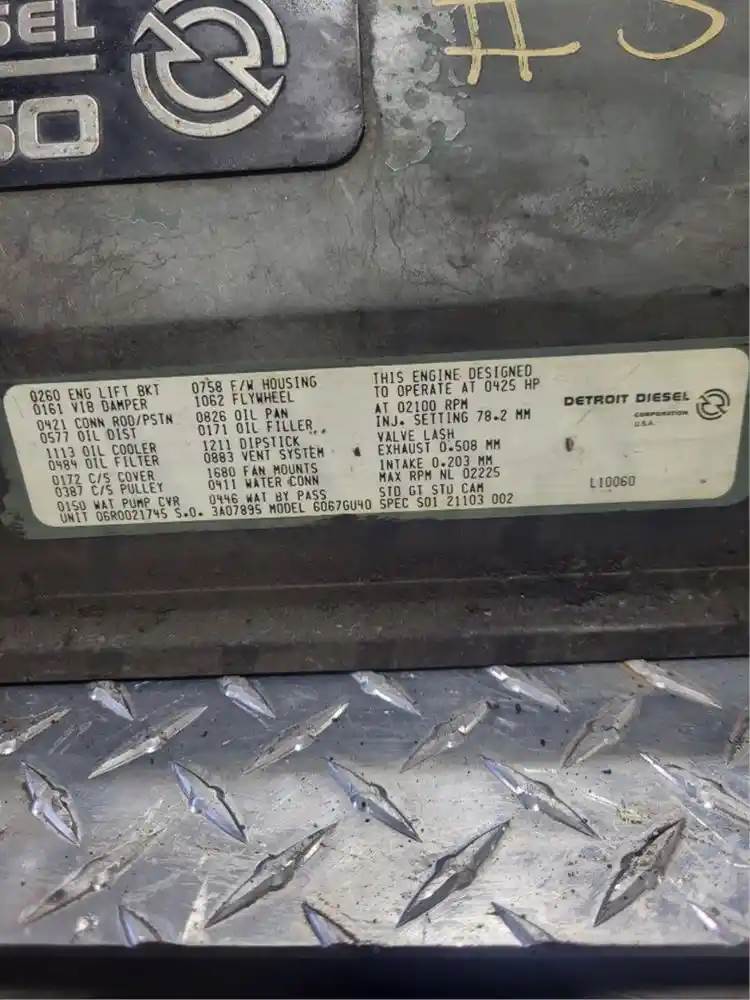 SEL
60
# 3
0260 ENG LIFT BKT
0161 VIB DAMPER
0421 CONN ROD/PSTN
0577 OIL DIST
1113 OIL COOLER
0484 OIL FILTER
0172 C/S COVER
0387 C/S PULLEY
0150 WAT PUMP CVR
0758 F/W HOUSING
1062 FLYWHEEL
0826 OIL PAN
0171 OIL FILLER
1211 DIPSTICK
0883 VENT SYSTEM
1680 FAN MOUNTS
0411 WATER CONN
0446 WAT BY PASS
THIS ENGINE DESIGNED
TO OPERATE AT 0425 HP
AT 02100 RPM
INJ. SETTING 78.2 MM
VALVE LASH
EXHAUST 0.508 MM
INTAKE 0.203 MM
MAX RPM NL 02225
STD GT STD CAM
UNIT 06R0021745 S.O. 3A07895 MODEL 6067GU40 SPEC S01 21103 002
DETROIT DIESEL
CORPORATION
U.S.A.
L10060